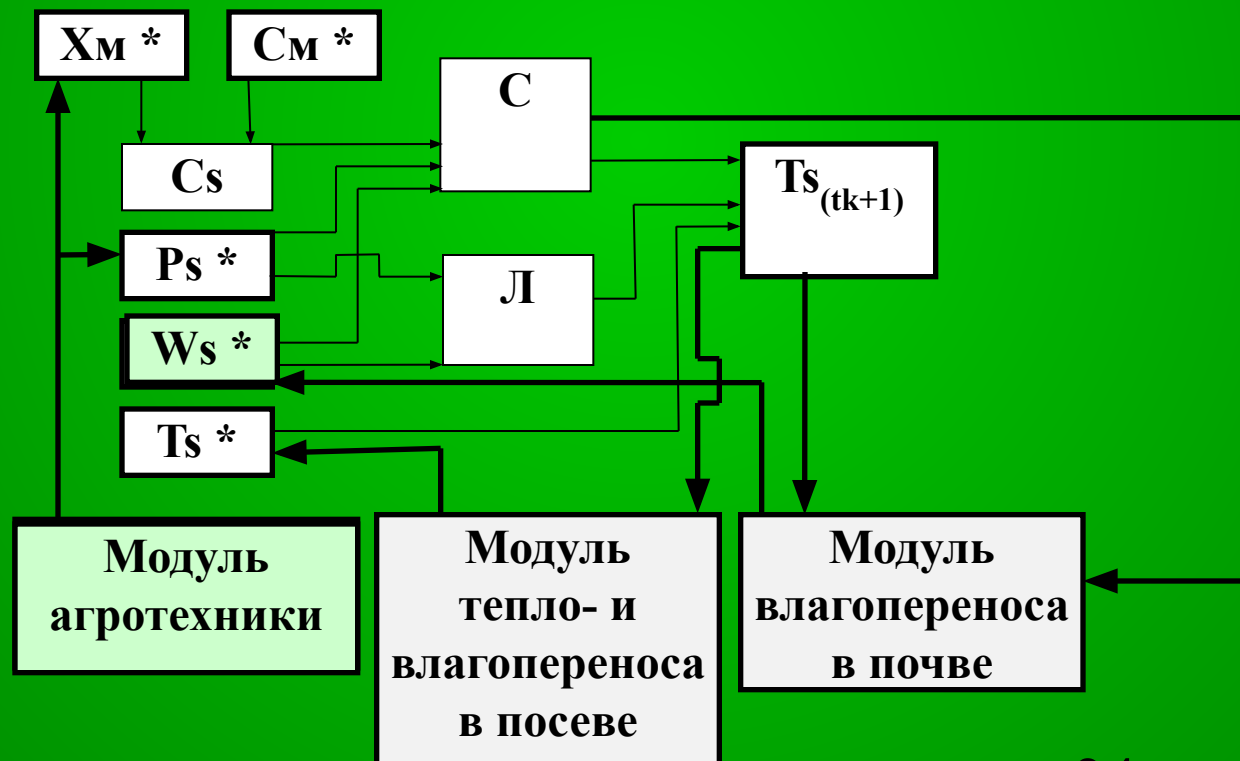 Хм *
См *
С
Cs
Ts(tk+1)
Ps *
Л
Ws *
Ts *
Модуль
агротехники
Модуль
тепло- и
влагопереноса
в посеве
Модуль
влагопереноса
в почве